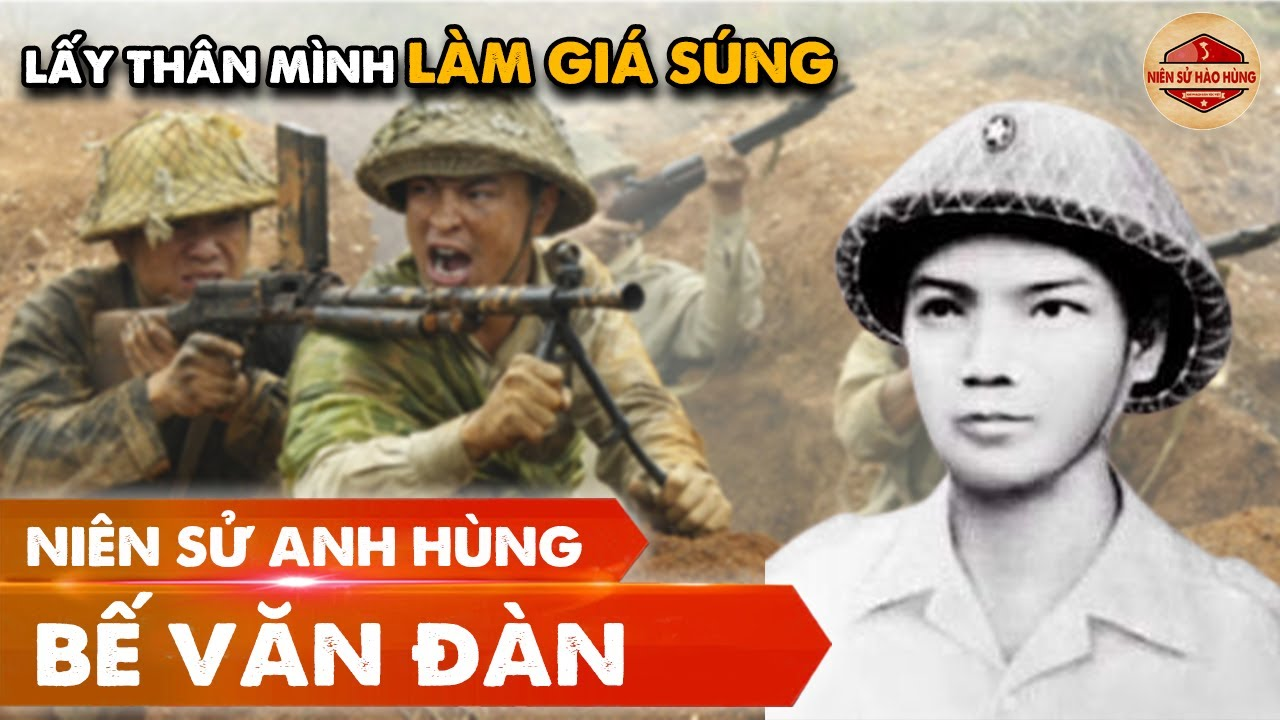 LẤY THÂN MÌNH LÀM GIÁ SÚNG
NIÊN SỬ HÀO HÙNG
NIÊN SỬ ANH HÙNG
BẾ VĂN ĐÀN